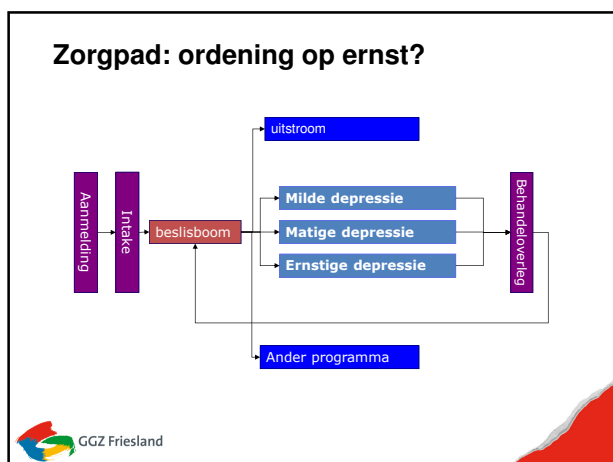 Zorgpad: ordening op ernst?
uitstroom
Aanmelding
Intake
beslisboom
Milde depressie
Matige depressie
Ernstige depressie
Behandeloverleg
Ander programma
GGZ Friesland